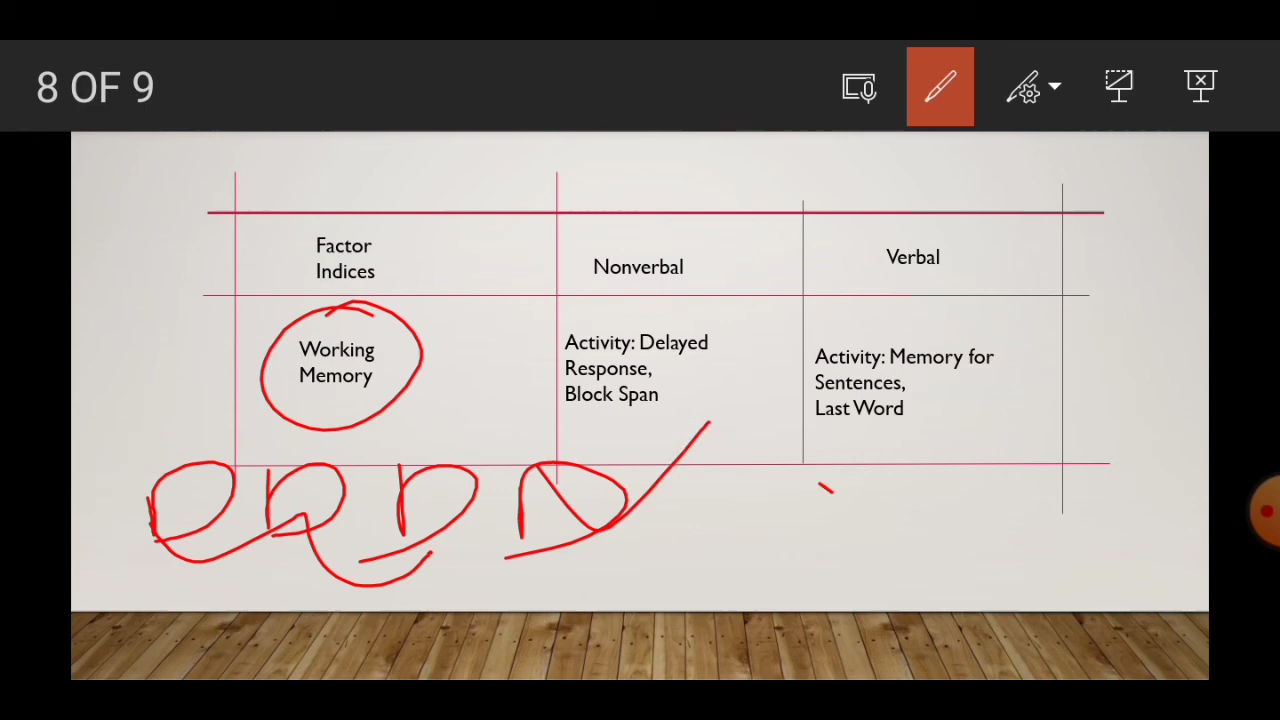 8 OF 9
Factor
Indices
Nonverbal
Verbal
Working
Memory
Activity: Delayed
Response,
Block Span
Activity: Memory for
Sentences,
Last Word
D D D D